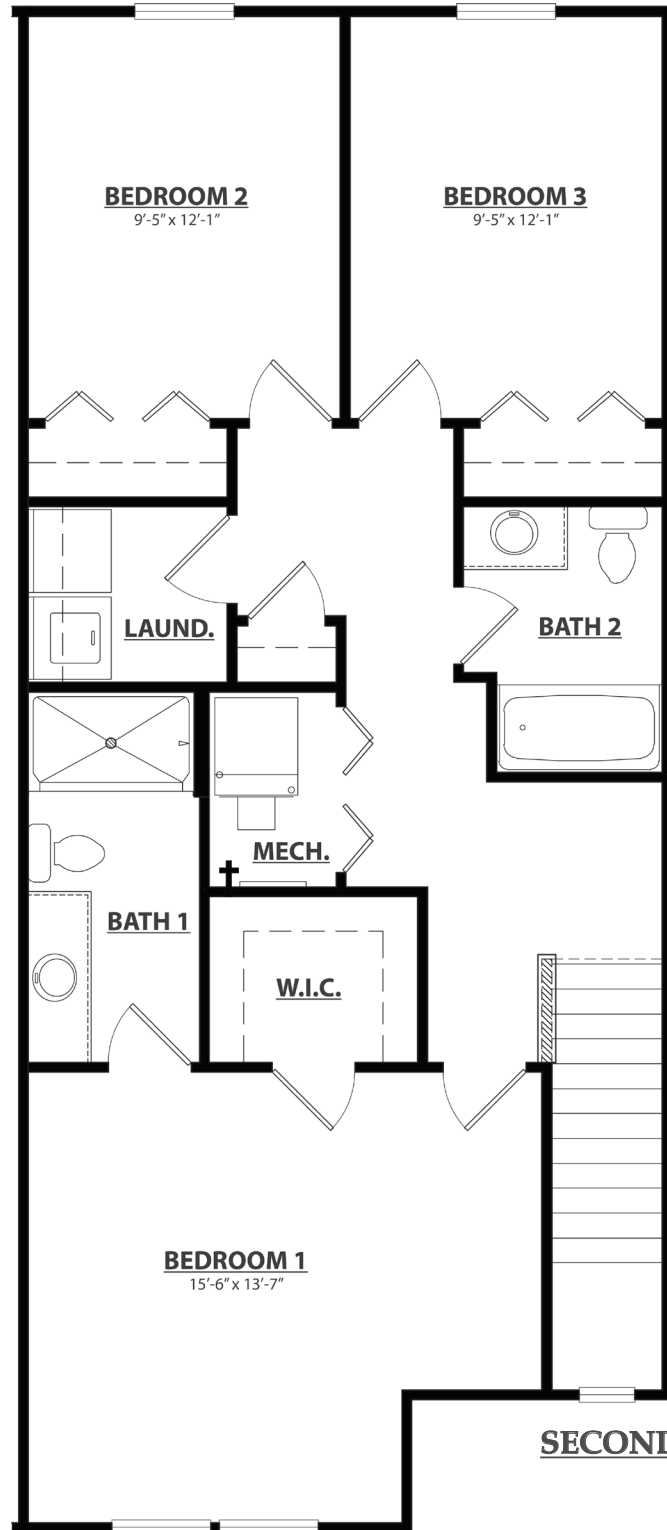 BEDROOM 2
9'-5" x 12'-1"
BEDROOM 3
9'-5" x 12'-1"
LAUND.
BATH 2
MECH.
BATH 1
W.I.C.
BEDROOM 1
15'-6" x 13'-7"
SECOND